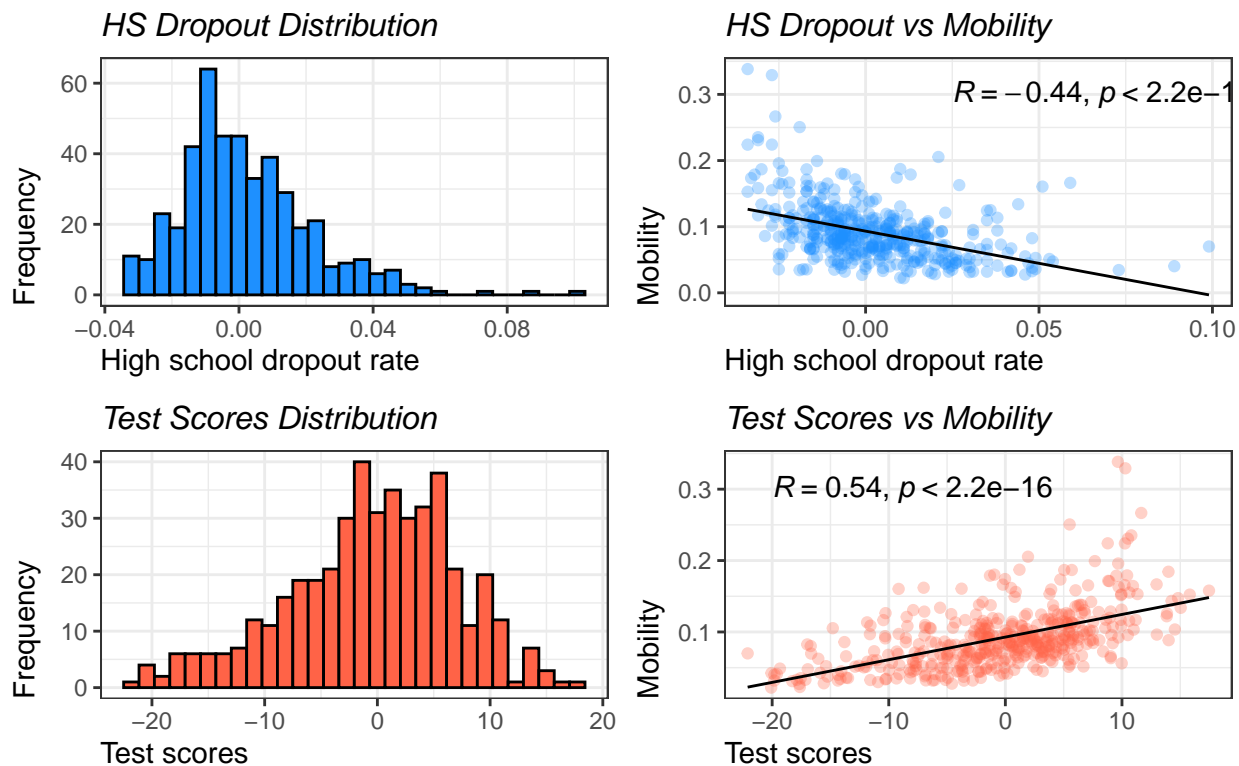 HS Dropout Distribution
Frequency
60
40
20
0
−0.04
0.00
0.04
0.08
High school dropout rate
HS Dropout vs Mobility
R = −0.44, p < 2.2e−1
Mobility
0.3
0.2
0.1
0.0
0.00
0.05
0.10
High school dropout rate
Test Scores Distribution
Frequency
40
30
20
10
0
−20
−10
0
10
20
Test scores
Test Scores vs Mobility
R = 0.54, p < 2.2e−16
Mobility
0.3
0.2
0.1
−20
−10
0
10
Test scores